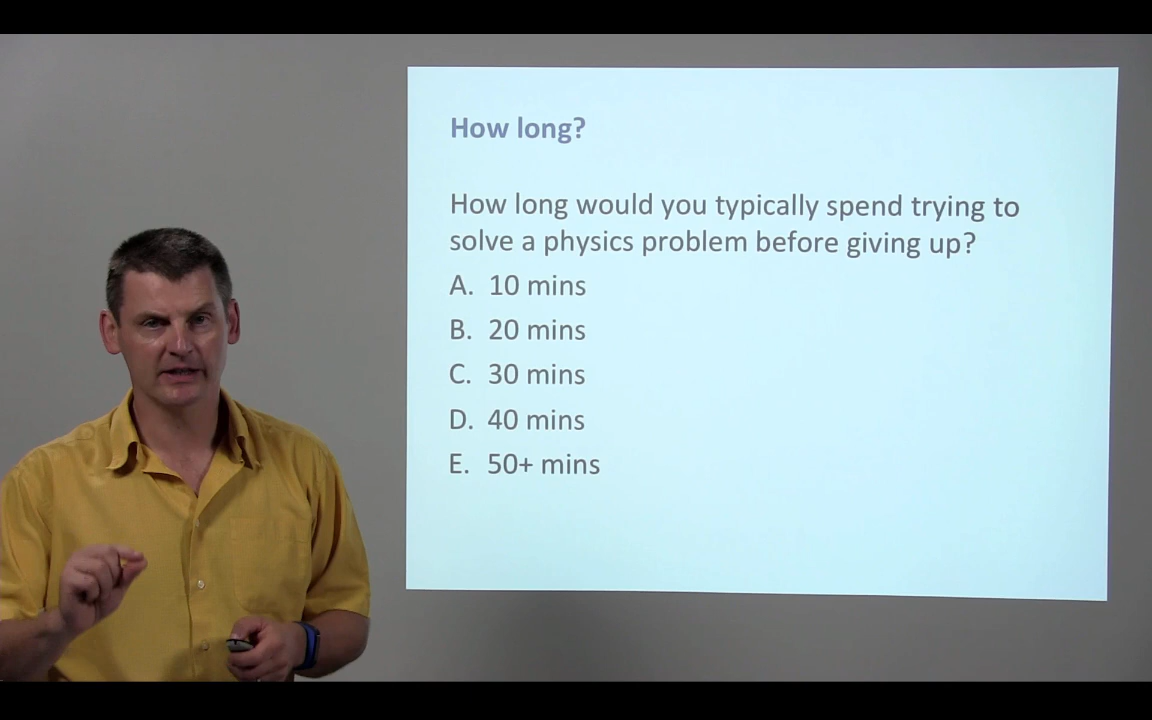 How long?
How long would you typically spend trying to
solve a physics problem before giving up?
A. 10 mins
B. 20 mins
C. 30 mins
D. 40 mins
E. 50+ mins